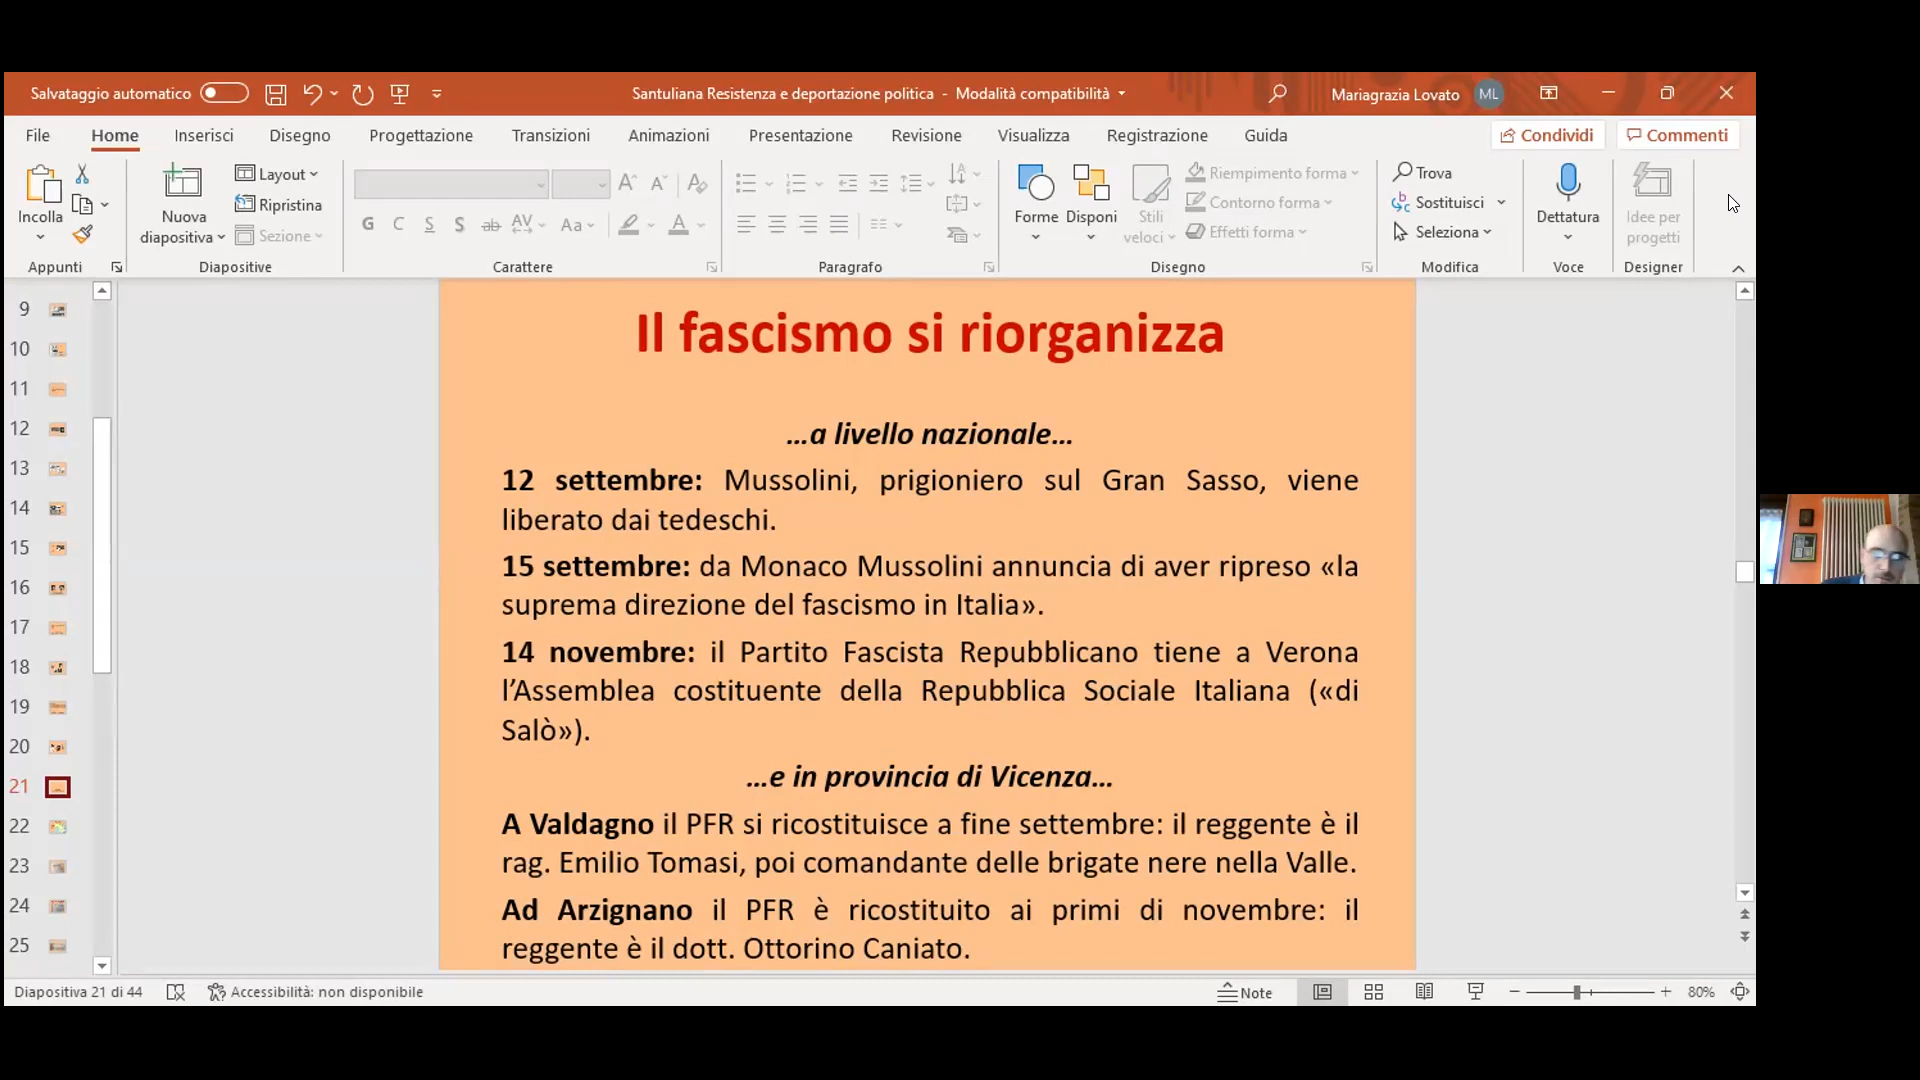 Salvataggio automatico
Santuliana Resistenza e deportazione politica - Modalità compatibilità
Mariagrazia Lovato ML
File Home Inserisci Disegno Progettazione Transizioni Animazioni Presentazione Revisione Visualizza Registrazione Guida Condividi Commenti
Incolla
Appunti
Nuova diapositiva
Layout
Ripristina
Sezione
Diapositive
G C S S ab AV Aa A
Carattere
Paragrafo
Forme
Disponi
Stili veloci
Riempimento forma
Contorno forma
Effetti forma
Disegno
Trova
Sostituisci
Seleziona
Modifica
Dettatura
Voce
Idee per progetti
Designer
9
10
11
12
13
14
15
16
17
18
19
20
21
22
23
24
25
Il fascismo si riorganizza
...a livello nazionale...
12 settembre: Mussolini, prigioniero sul Gran Sasso, viene
liberato dai tedeschi.
15 settembre: da Monaco Mussolini annuncia di aver ripreso «la
suprema direzione del fascismo in Italia».
14 novembre: il Partito Fascista Repubblicano tiene a Verona
l’Assemblea costituente della Repubblica Sociale Italiana («di
Salò»).
...e in provincia di Vicenza...
A Valdagno il PFR si ricostituisce a fine settembre: il reggente è il
rag. Emilio Tomasi, poi comandante delle brigate nere nella Valle.
Ad Arzignano il PFR è ricostituito ai primi di novembre: il
reggente è il dott. Ottorino Caniato.
Diapositiva 21 di 44 Accessibilità: non disponibile Note 80%